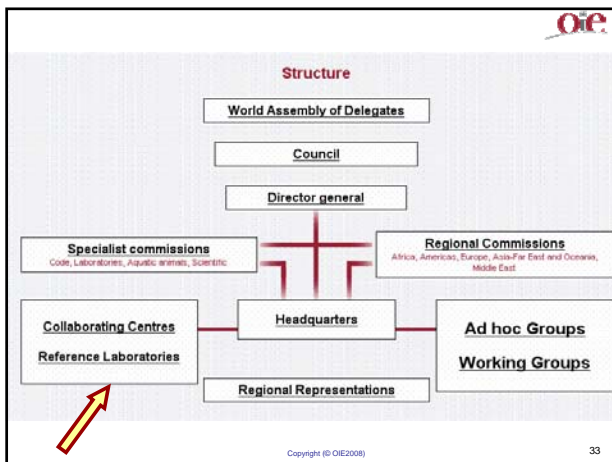 oie
Structure
World Assembly of Delegates
Council
Director general
Specialist commissions
Code, Laboratories, Aquatic animals, Scientific
Regional Commissions
Africa, Americas, Europe, Asia-Far East and Oceania,
Middle East
Collaborating Centres
Reference Laboratories
Headquarters
Ad hoc Groups
Working Groups
Regional Representations
Copyright (© OIE2008)
33